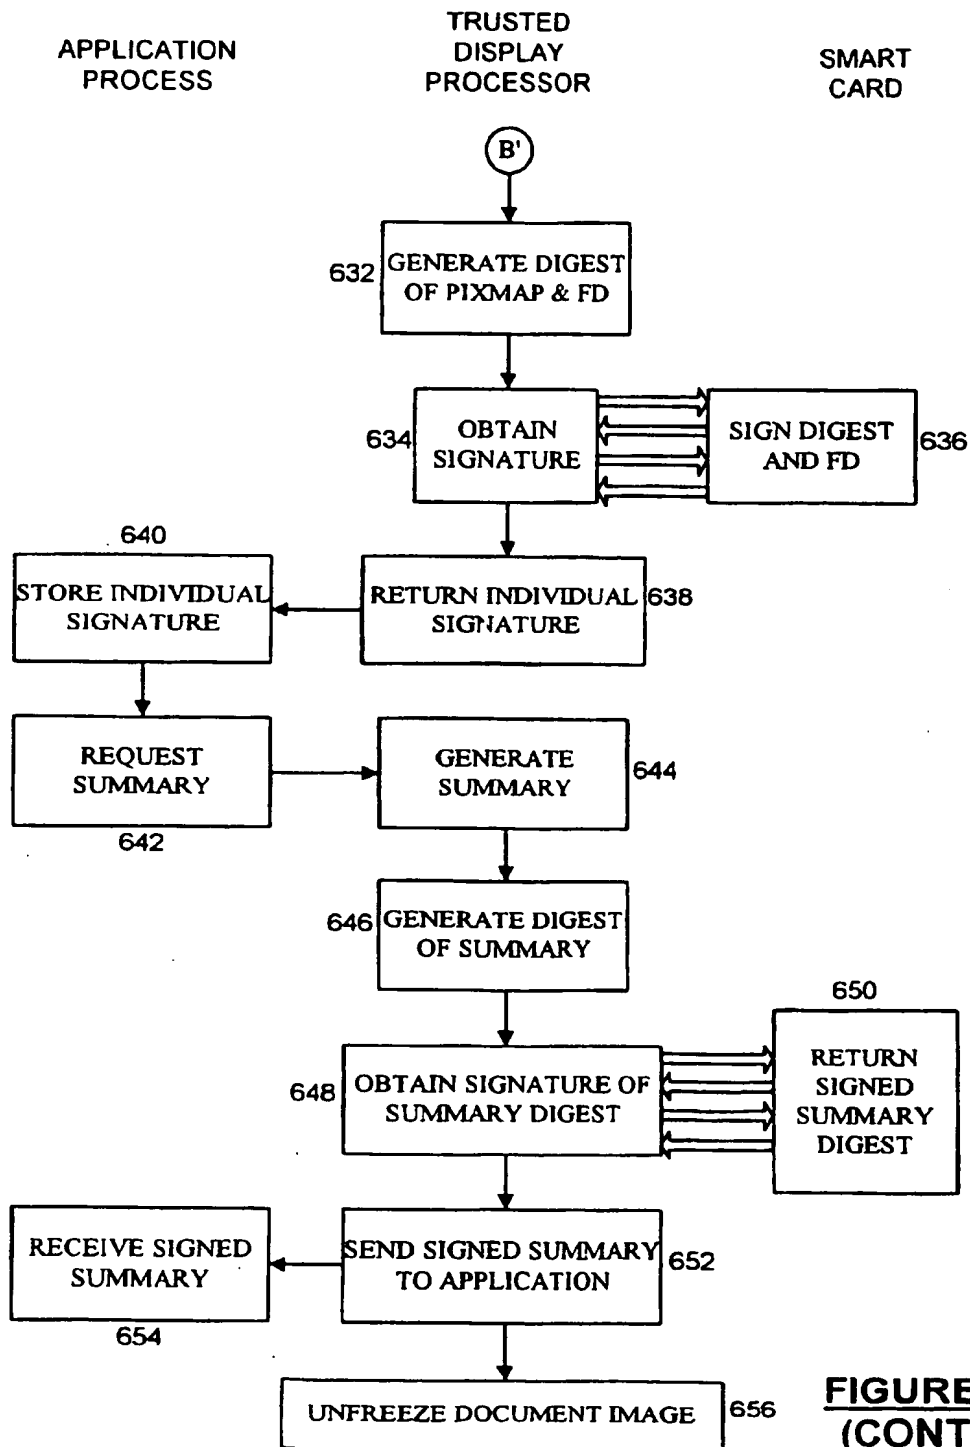 APPLICATION
PROCESS
TRUSTED
DISPLAY
PROCESSOR
SMART
CARD
B'
632
GENERATE DIGEST
OF PIXMAP & FD
634
OBTAIN
SIGNATURE
SIGN DIGEST
AND FD
636
640
STORE INDIVIDUAL
SIGNATURE
RETURN INDIVIDUAL
SIGNATURE
638
REQUEST
SUMMARY
642
GENERATE
SUMMARY
644
646
GENERATE DIGEST
OF SUMMARY
648
OBTAIN SIGNATURE OF
SUMMARY DIGEST
650
RETURN
SIGNED
SUMMARY
DIGEST
RECEIVE SIGNED
SUMMARY
654
SEND SIGNED SUMMARY
TO APPLICATION
652
UNFREEZE DOCUMENT IMAGE
656
FIGURE
(CONT